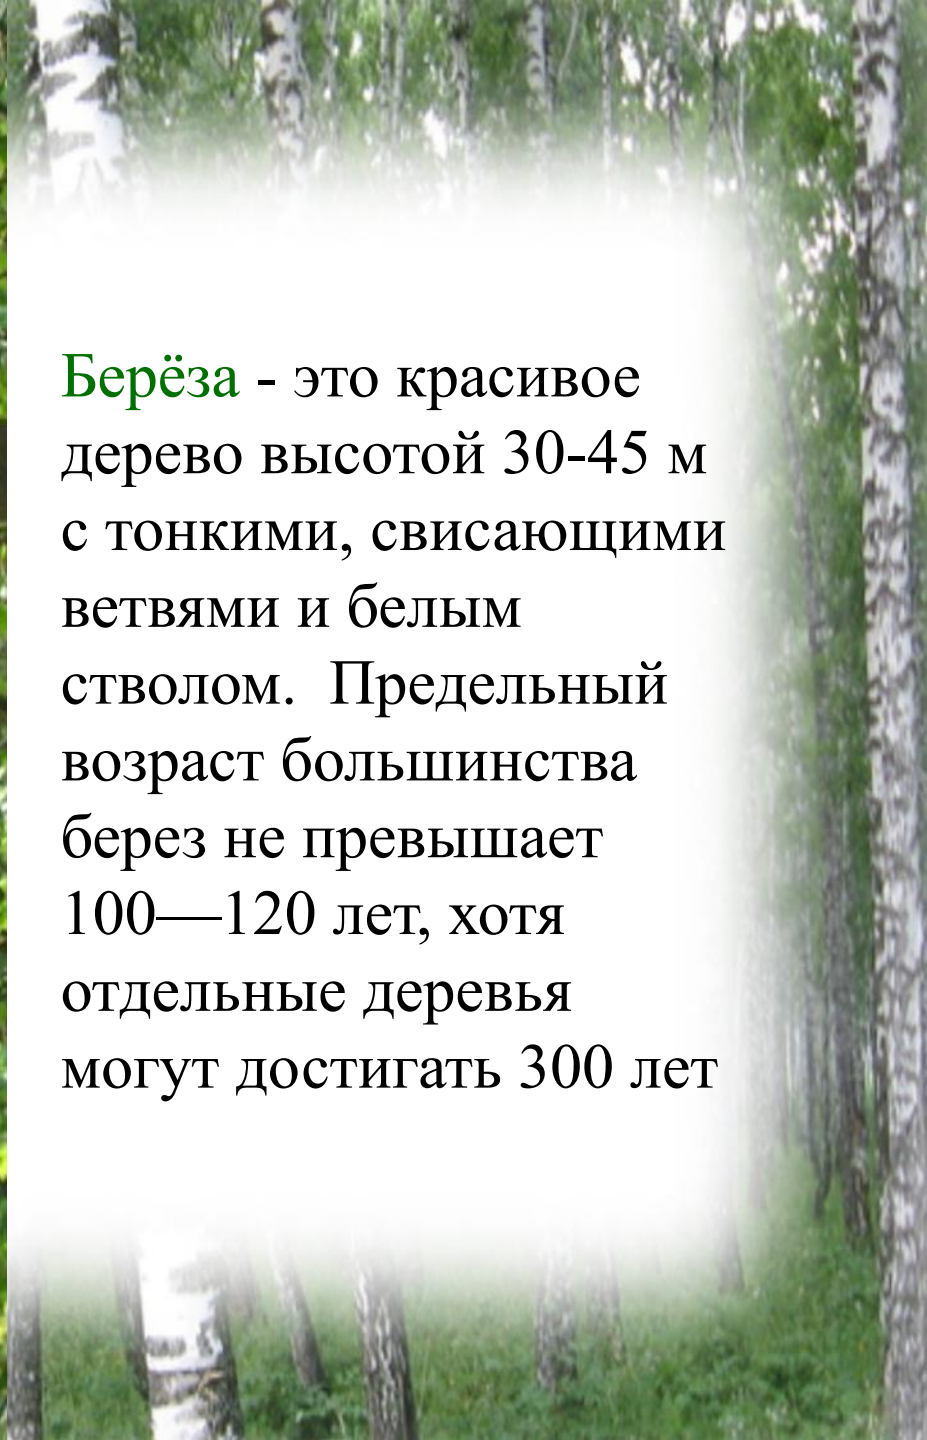 Берёза - это красивое
дерево высотой 30-45 м
с тонкими, свисающими
ветвями и белым
стволом.  Предельный
возраст большинства
берез не превышает
100—120 лет, хотя
отдельные деревья
могут достигать 300 лет